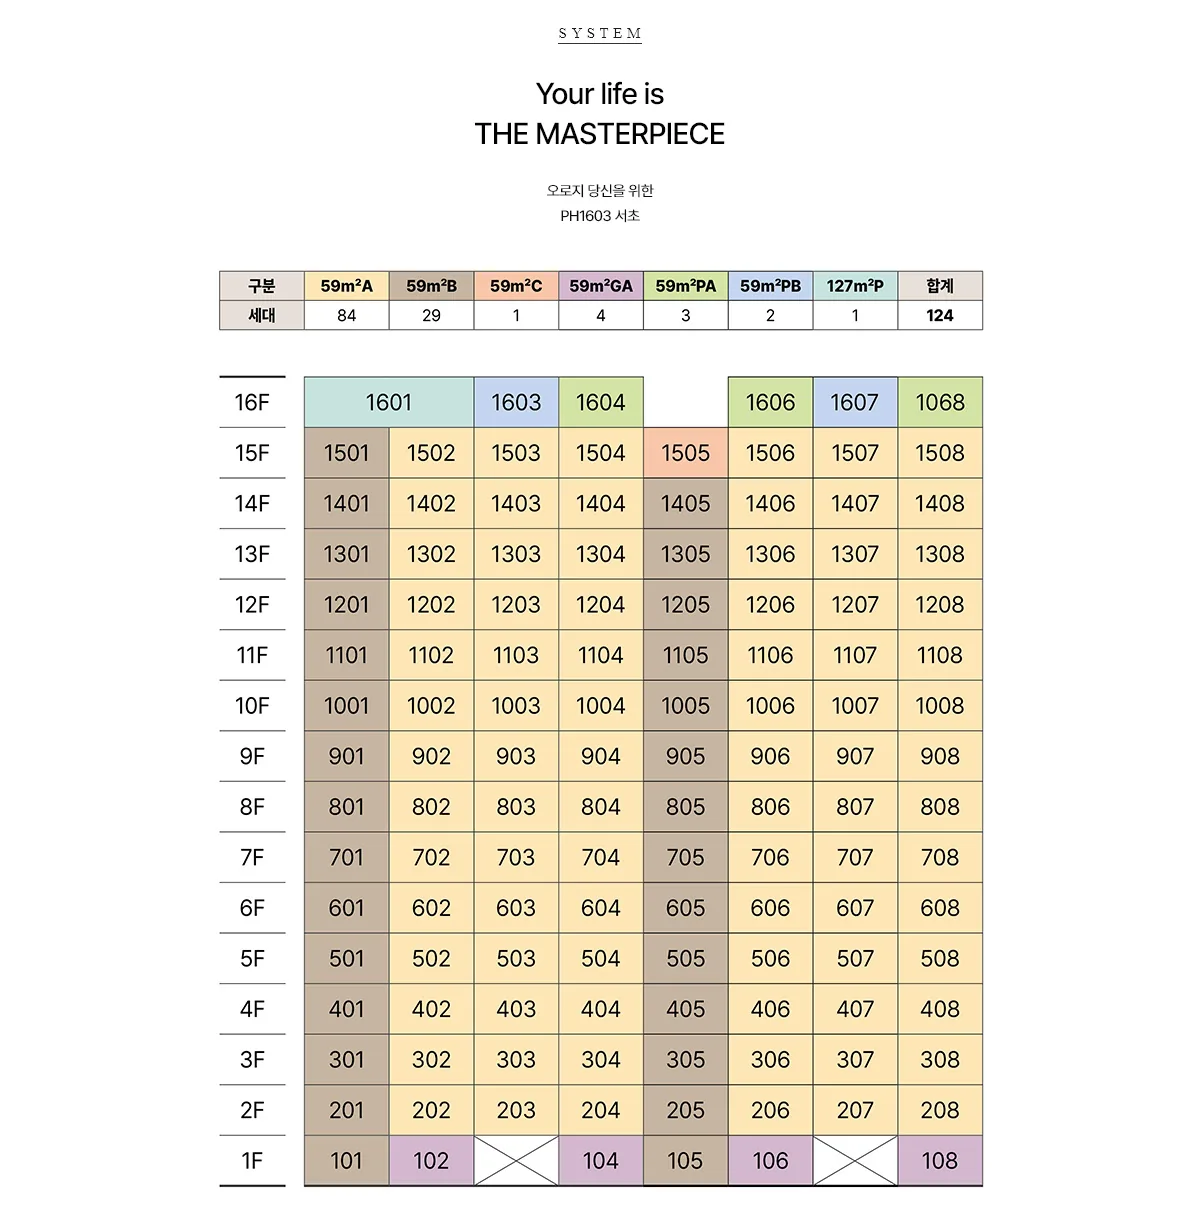 SYSTEM
Your life is
THE MASTERPIECE
오로지 당신을 위한
PH1603 서초
구분 59m²A 59m²B 59m²C 59m²GA 59m²PA 59m²PB 127m²P 합계
세대 84 29 1 4 3 2 1 124
16F 1601 1603 1604 1606 1607 1068
15F 1501 1502 1503 1504 1505 1506 1507 1508
14F 1401 1402 1403 1404 1405 1406 1407 1408
13F 1301 1302 1303 1304 1305 1306 1307 1308
12F 1201 1202 1203 1204 1205 1206 1207 1208
11F 1101 1102 1103 1104 1105 1106 1107 1108
10F 1001 1002 1003 1004 1005 1006 1007 1008
9F 901 902 903 904 905 906 907 908
8F 801 802 803 804 805 806 807 808
7F 701 702 703 704 705 706 707 708
6F 601 602 603 604 605 606 607 608
5F 501 502 503 504 505 506 507 508
4F 401 402 403 404 405 406 407 408
3F 301 302 303 304 305 306 307 308
2F 201 202 203 204 205 206 207 208
1F 101 102 104 105 106 108